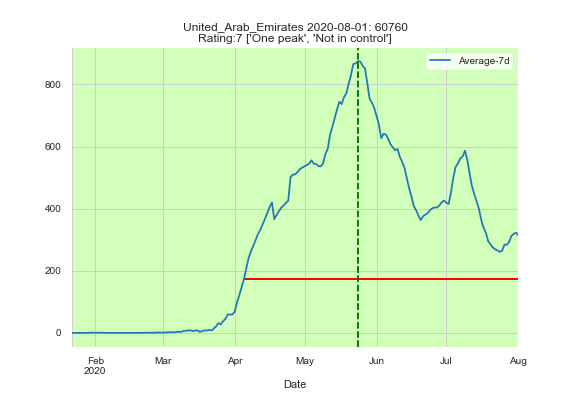 United_Arab_Emirates 2020-08-01: 60760
Rating:7 ['One peak', 'Not in control']
Average-7d
800
600
400
200
0
Feb
2020
Mar
Apr
May
Jun
Jul
Aug
Date